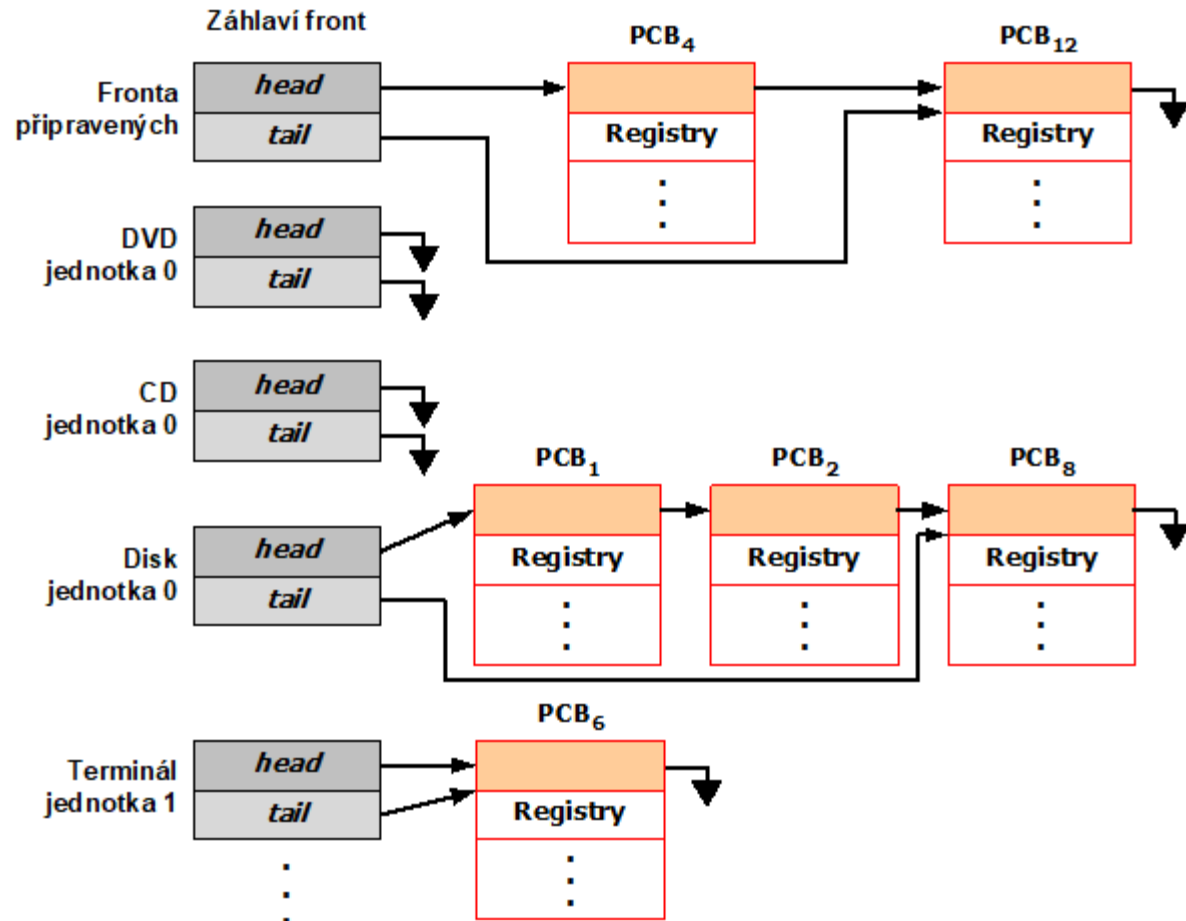 Záhlaví front
PCB4
PCB12
Fronta
připravených
head
tail
Registry
Registry
DVD
jednotka 0
head
tail
CD
jednotka 0
head
tail
PCB1
PCB2
PCB8
Disk
jednotka 0
head
tail
Registry
Registry
Registry
PCB6
Terminál
jednotka 1
head
tail
Registry